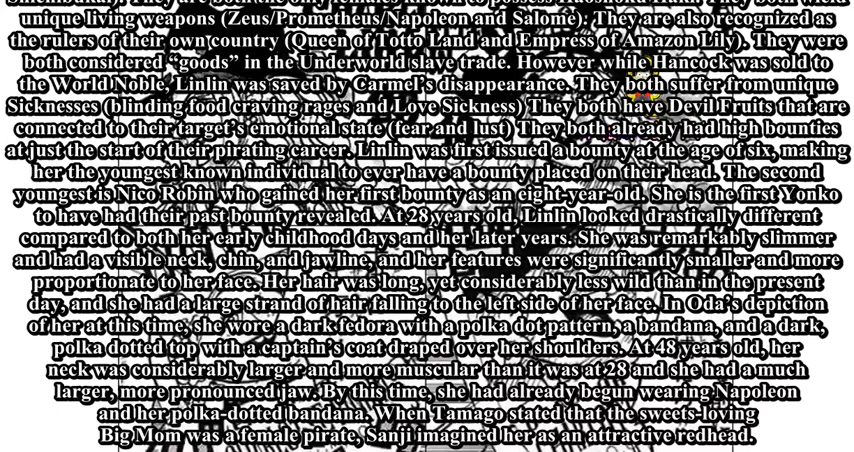 unique living weapons (Zeus/Prometheus/Napoleon and Salome). They are also recognized as
the rulers of their own country (Queen of Totto Land and Empress of Amazon Lily). They were
both considered “goods” in the Underworld slave trade. However while Hancock was sold to
the World Noble, Linlin was saved by Carmel's disappearance. They both suffer from unique
Sicknesses (blinding food craving rages and Love Sickness) They both have Devil Fruits that are
connected to their target's emotional state (fear and lust) They both already had high bounties
at just the start of their pirating career. Linlin was first issued a bounty at the age of six, making
her the youngest known individual to ever have a bounty placed on their head. The second
youngest is Nico Robin who gained her first bounty as an eight-year-old. She is the first Yonko
to have had their past bounty revealed. At 28 years old, Linlin looked drastically different
compared to both her early childhood days and her later years. She was remarkably slimmer
and had a visible neck, chin, and jawline, and her features were significantly smaller and more
proportionate to her face. Her hair was long, yet considerably less wild than in the present
day, and she had a large strand of hair falling to the left side of her face. In Oda's depiction
of her at this time, she wore a dark fedora with a polka dot pattern, a bandana, and a dark,
polka dotted top with a captain's coat draped over her shoulders. At 48 years old, her
neck was considerably larger and more muscular than it was at 28 and she had a much
larger, more pronounced jaw. By this time, she had already begun wearing Napoleon
and her polka-dotted bandana. When Tamago stated that the sweets-loving
Big Mom was a female pirate, Sanji imagined her as an attractive redhead.